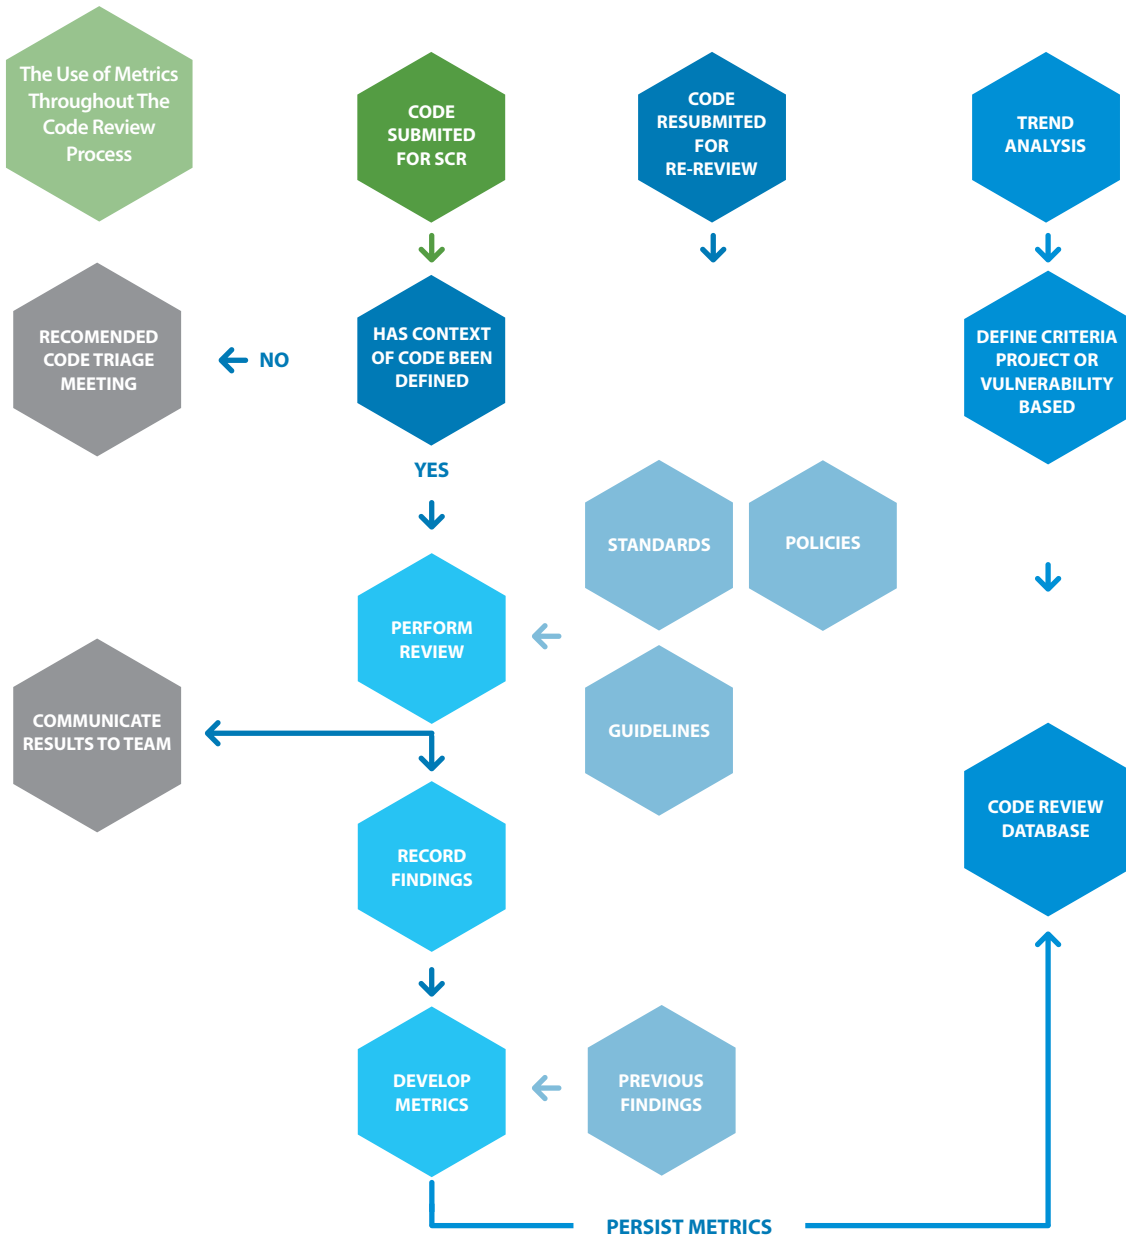 The Use of Metrics
Throughout The
Code Review
Process
CODE
SUBMITED
FOR SCR
CODE
RESUBMITED
FOR
RE-REVIEW
TREND
ANALYSIS
RECOMENDED
CODE TRIAGE
MEETING
NO
HAS CONTEXT
OF CODE BEEN
DEFINED
DEFINE CRITERIA
PROJECT OR
VULNERABILITY
BASED
YES
STANDARDS
POLICIES
PERFORM
REVIEW
GUIDELINES
COMMUNICATE
RESULTS TO TEAM
CODE REVIEW
DATABASE
RECORD
FINDINGS
DEVELOP
METRICS
PREVIOUS
FINDINGS
PERSIST METRICS